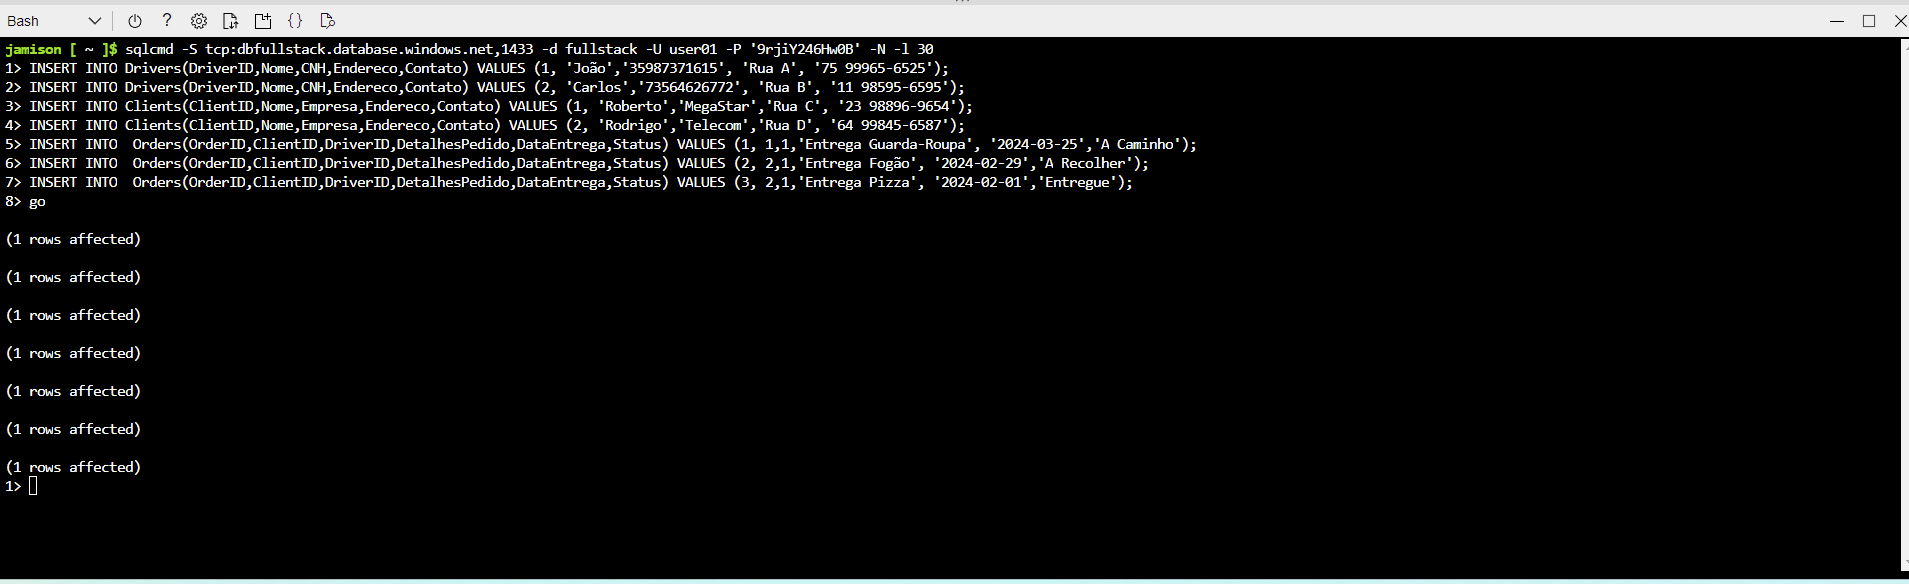 Bash
jamison [ ~ ]$ sqlcmd -S tcp:dbfullstack.database.windows.net,1433 -d fullstack -U user01 -P '9rjiY246Hw0B' -N -l 30
1> INSERT INTO Drivers(DriverID,Nome,CNH,Endereco,Contato) VALUES (1, 'João','35987371615', 'Rua A', '75 99965-6525');
2> INSERT INTO Drivers(DriverID,Nome,CNH,Endereco,Contato) VALUES (2, 'Carlos','73564626772', 'Rua B', '11 98595-6595');
3> INSERT INTO Clients(ClientID,Nome,Empresa,Endereco,Contato) VALUES (1, 'Roberto','MegaStar','Rua C', '23 98896-9654');
4> INSERT INTO Clients(ClientID,Nome,Empresa,Endereco,Contato) VALUES (2, 'Rodrigo','Telecom','Rua D', '64 99845-6587');
5> INSERT INTO  Orders(OrderID,ClientID,DriverID,DetalhesPedido,DataEntrega,Status) VALUES (1, 1,1,'Entrega Guarda-Roupa', '2024-03-25','A Caminho');
6> INSERT INTO  Orders(OrderID,ClientID,DriverID,DetalhesPedido,DataEntrega,Status) VALUES (2, 2,1,'Entrega Fogão', '2024-02-29','A Recolher');
7> INSERT INTO  Orders(OrderID,ClientID,DriverID,DetalhesPedido,DataEntrega,Status) VALUES (3, 2,1,'Entrega Pizza', '2024-02-01','Entregue');
8> go
(1 rows affected)
(1 rows affected)
(1 rows affected)
(1 rows affected)
(1 rows affected)
(1 rows affected)
(1 rows affected)
1>